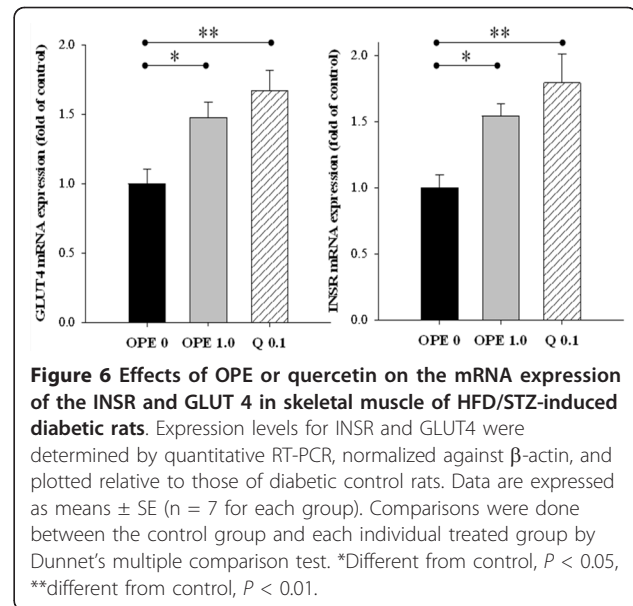 **
*
GLUT4 mRNA expression (fold of control)
2.0
1.5
1.0
0.5
0.0
OPE 0 OPE 1.0 Q 0.1
**
*
INSR mRNA expression (fold of control)
2.0
1.5
1.0
0.5
0.0
OPE 0 OPE 1.0 Q 0.1
Figure 6 Effects of OPE or quercetin on the mRNA expression
of the INSR and GLUT 4 in skeletal muscle of HFD/STZ-induced
diabetic rats. Expression levels for INSR and GLUT4 were
determined by quantitative RT-PCR, normalized against β-actin, and
plotted relative to those of diabetic control rats. Data are expressed
as means ± SE (n = 7 for each group). Comparisons were done
between the control group and each individual treated group by
Dunnet's multiple comparison test. *Different from control, P < 0.05,
**different from control, P < 0.01.